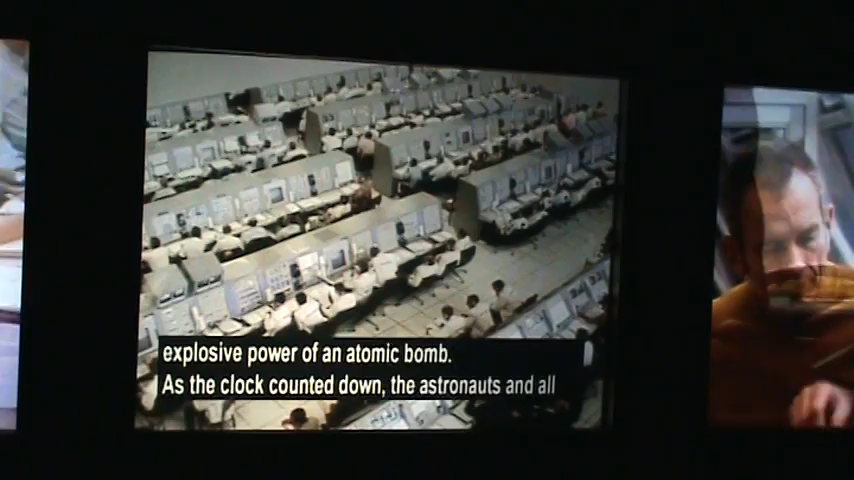 explosive power of an atomic bomb.
As the clock counted down, the astronauts and all